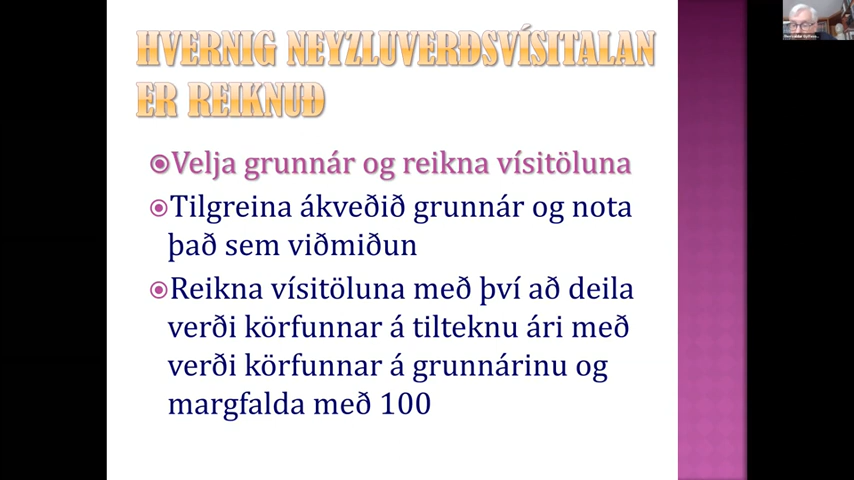 HVERNIG NEYZLUVERÐSVÍSITALAN
ER REIKNUÐ
Velja grunnár og reikna vísitöluna
Tilgreina ákveðið grunnár og nota
það sem viðmiðun
Reikna vísitöluna með því að deila
verði körfunnar á tilteknu ári með
verði körfunnar á grunnárinu og
margfalda með 100